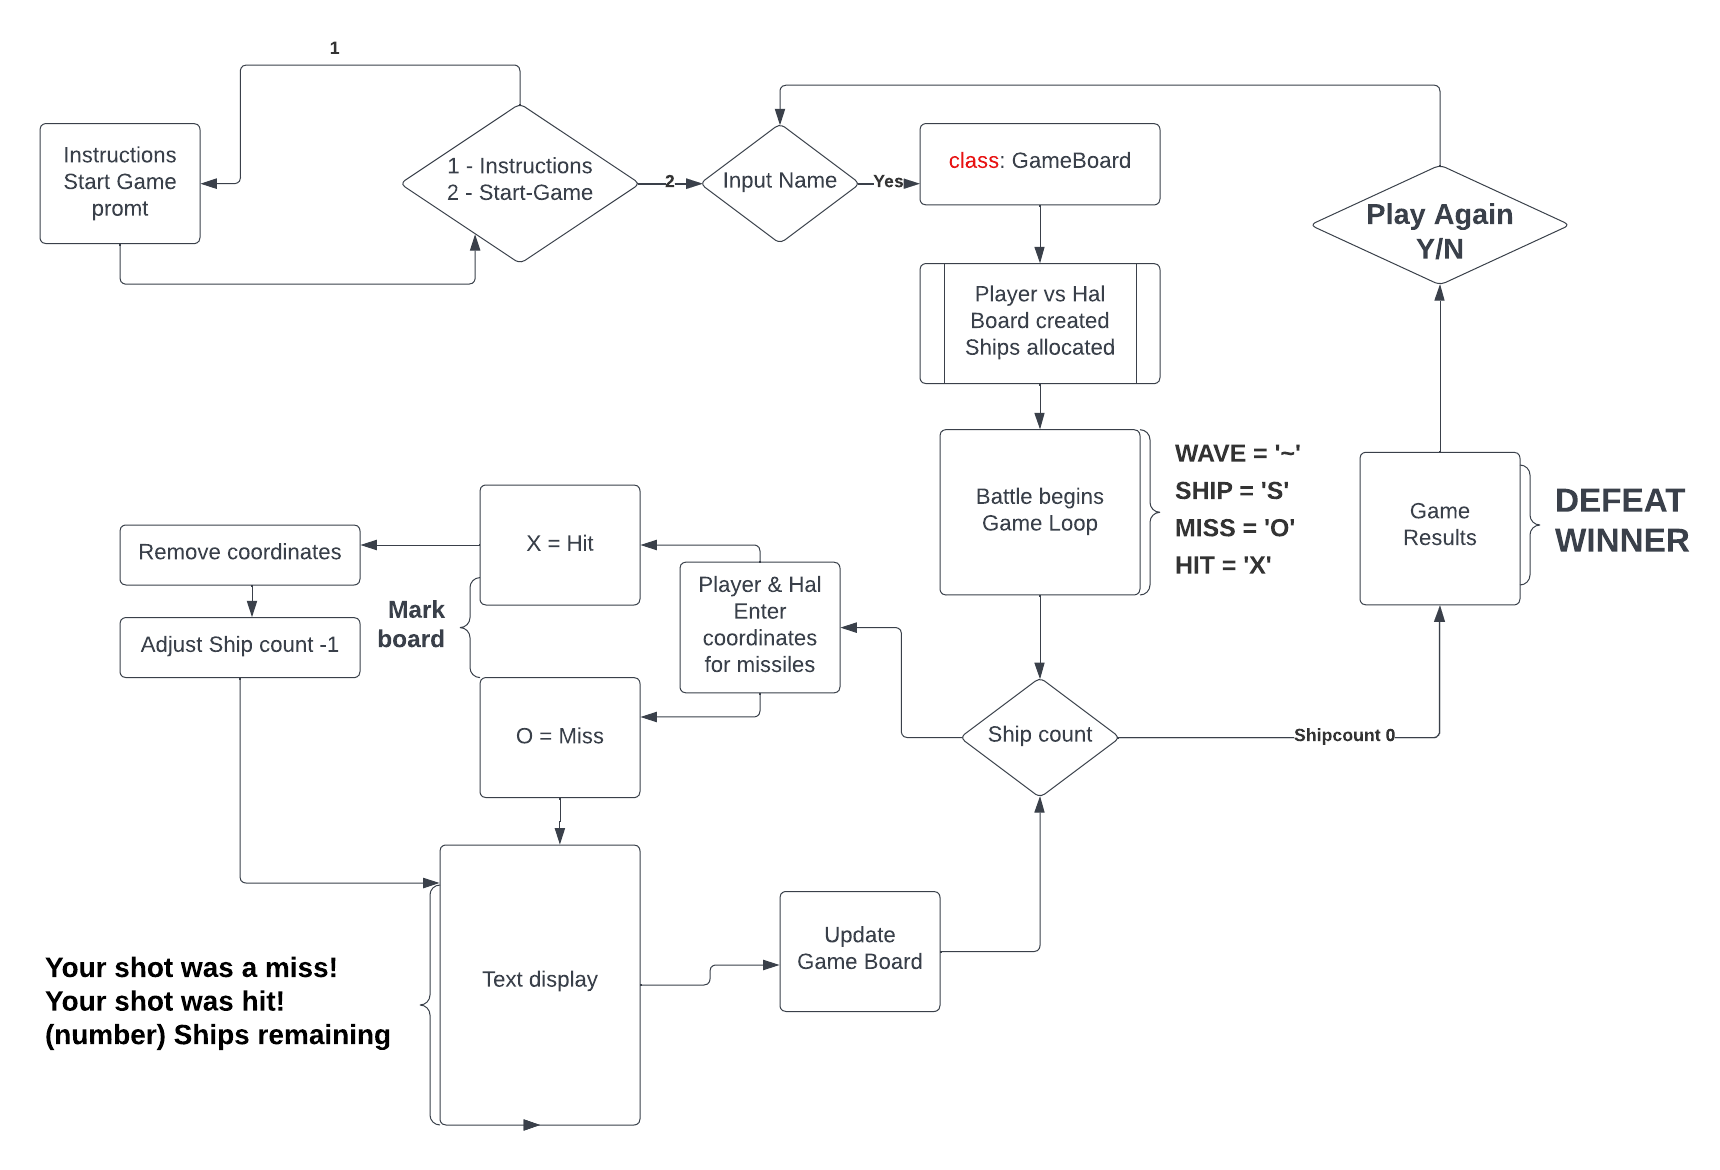 1
Instructions
Start Game
promt
1 - Instructions
2 - Start-Game
2
Input Name
Yes
class: GameBoard
Play Again
Y/N
Player vs Hal
Board created
Ships allocated
Battle begins
Game Loop
WAVE = '~'
SHIP = 'S'
MISS = 'O'
HIT = 'X'
Game
Results
DEFEAT
WINNER
X = Hit
Remove coordinates
Player & Hal
Enter
coordinates
for missiles
Mark
board
Adjust Ship count -1
O = Miss
Ship count
Shipcount 0
Text display
Update
Game Board
Your shot was a miss!
Your shot was hit!
(number) Ships remaining